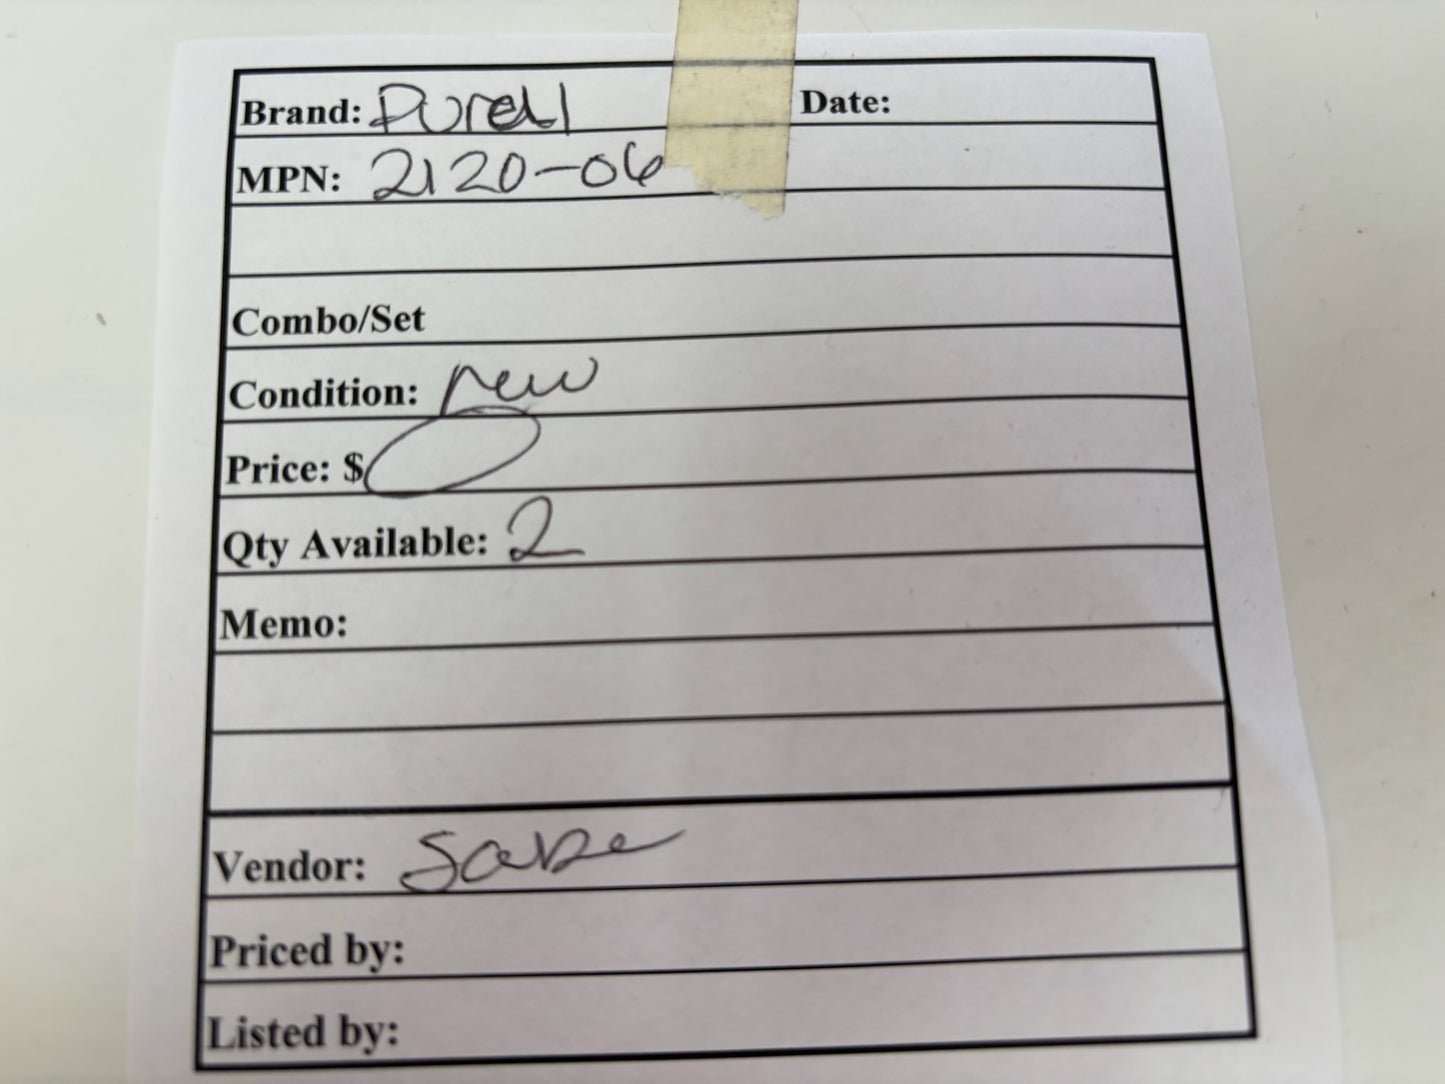 Brand: Purell Date:
MPN: 2120-06
Combo/Set
Condition: new
Price: $
Qty Available: 2
Memo:
Vendor:
Priced by:
Listed by: